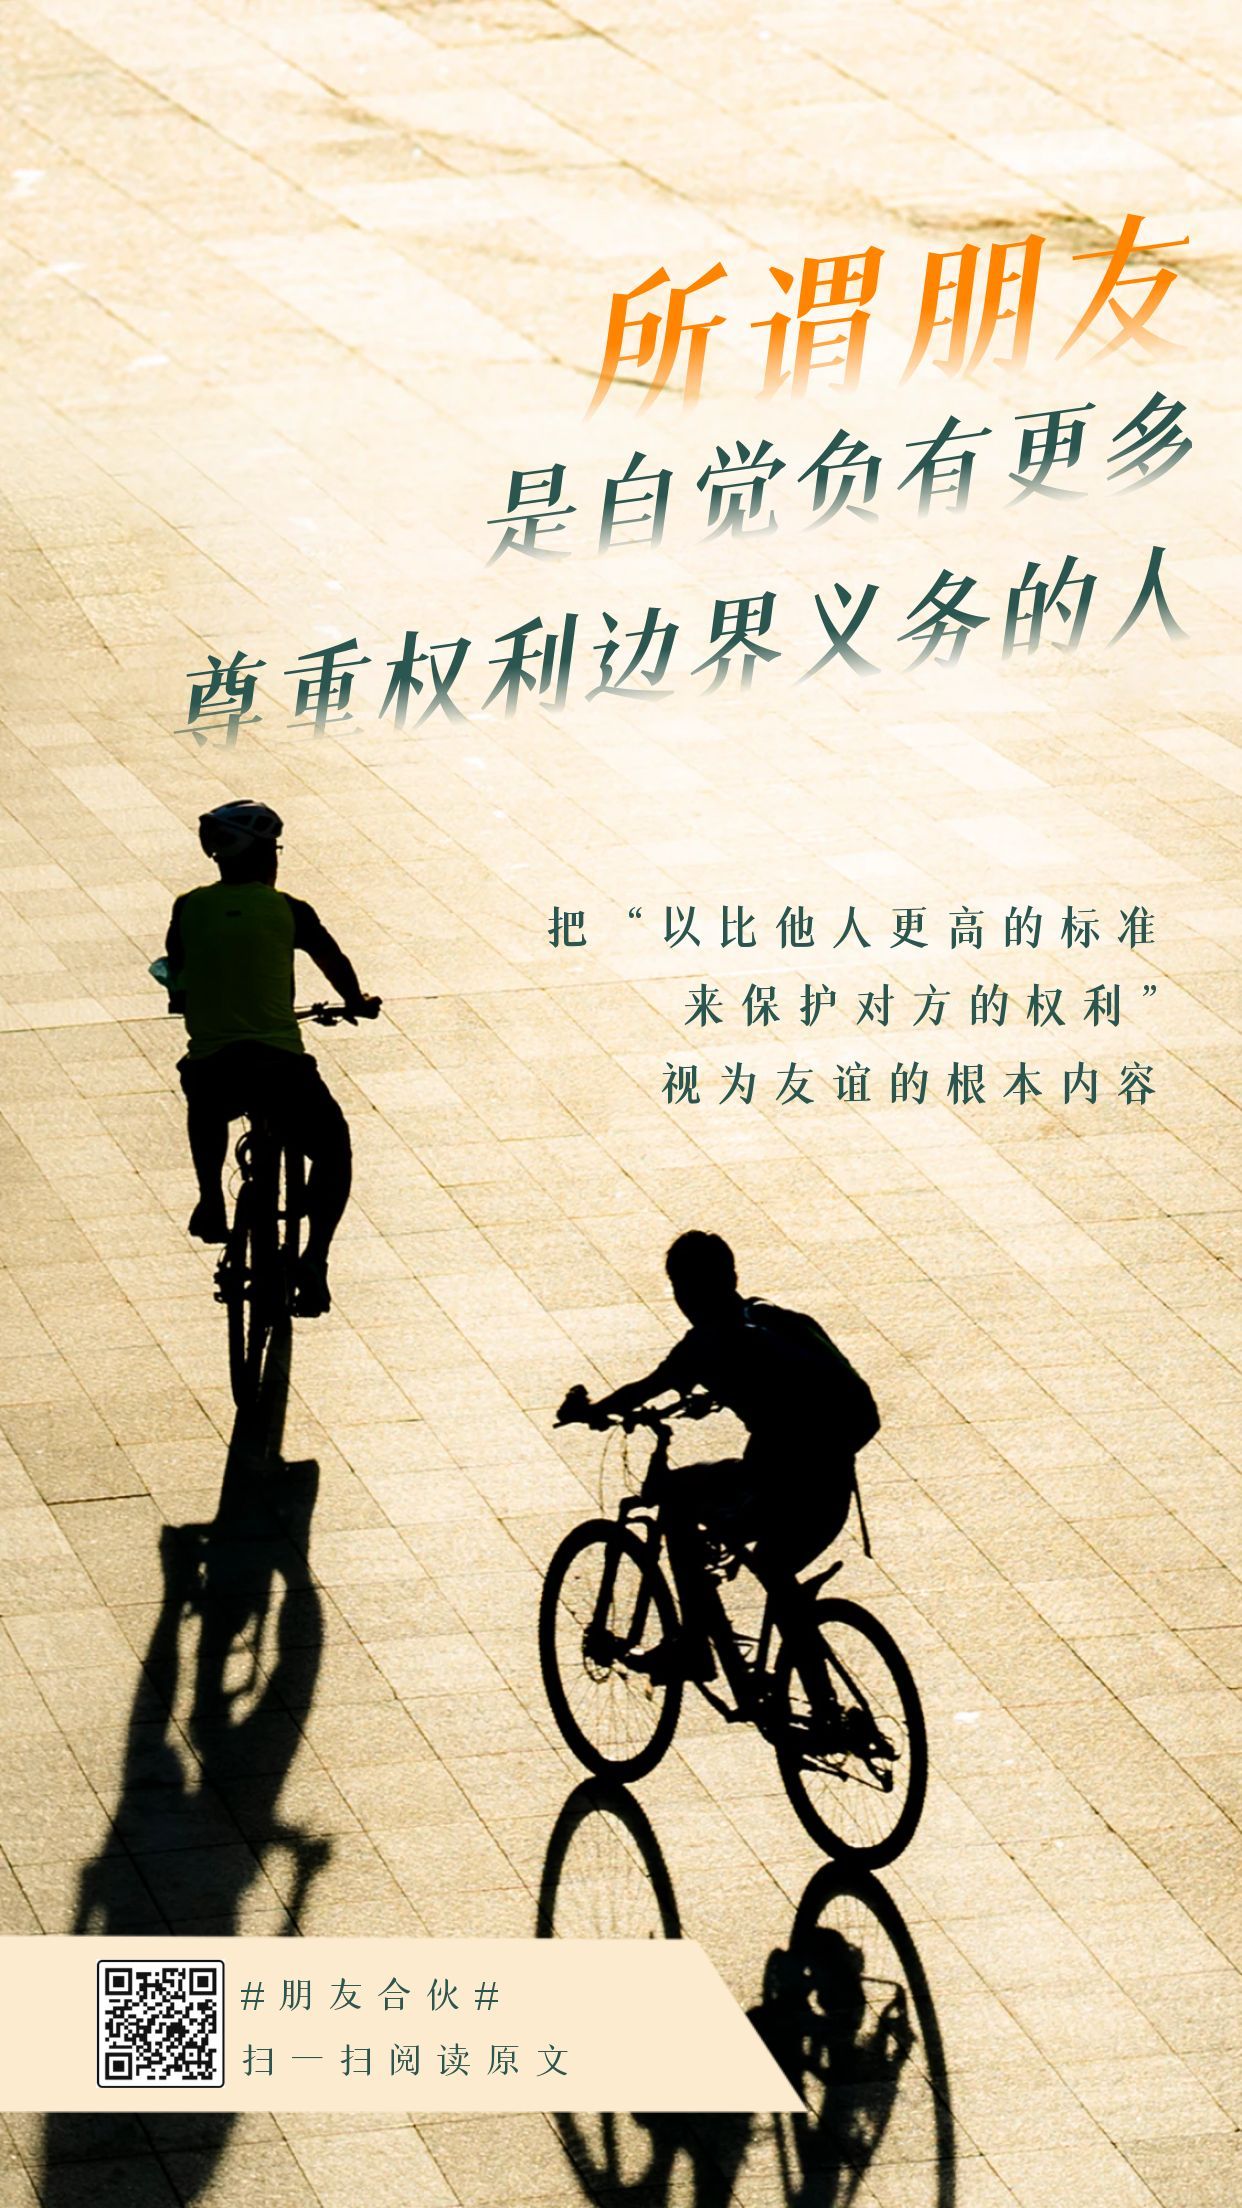 所谓朋友
是自觉负有更多
尊重权利边界义务的人
把“以比他人更高的标准
来保护对方的权利”
视为友谊的根本内容
#朋友合伙#
扫一扫阅读原文